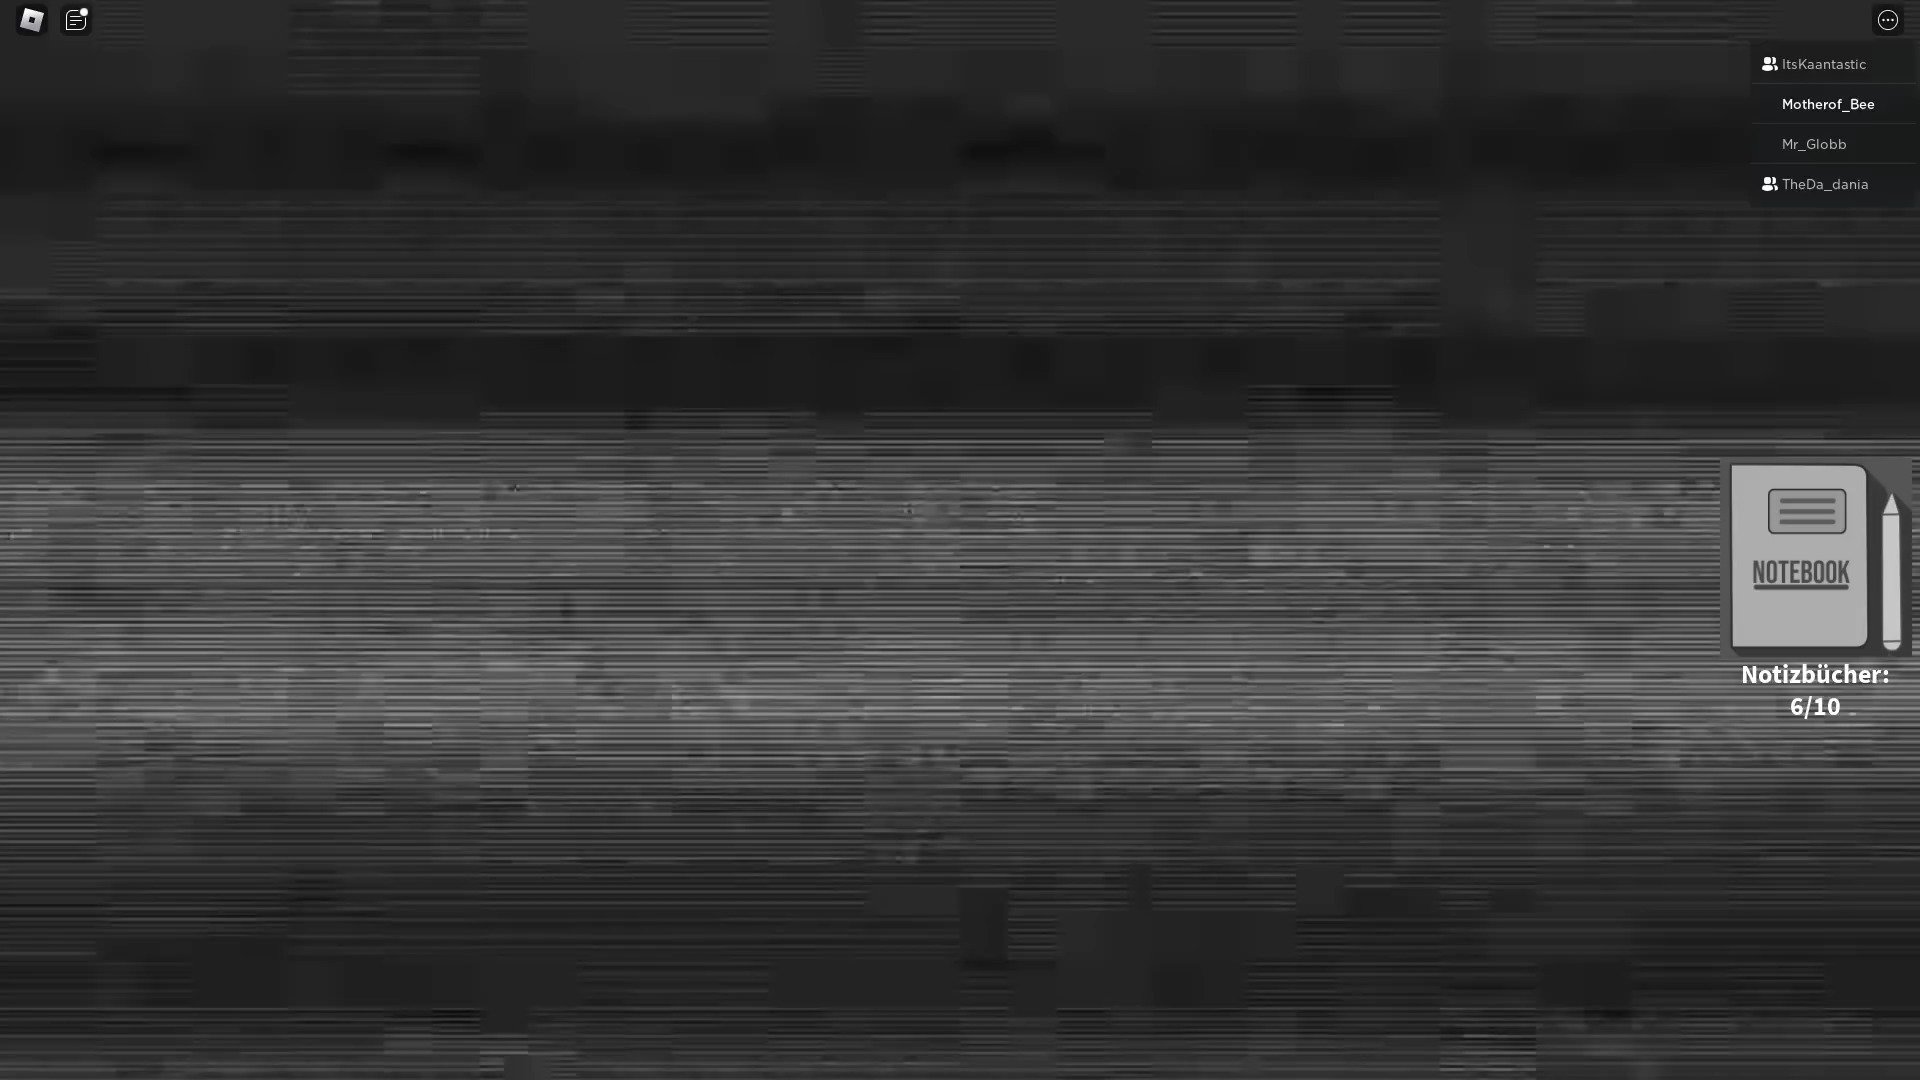 ItsKaantastic
Motherof_Bee
Mr_Globb
TheDa_dania
NOTEBOOK
Notizbücher:
6/10